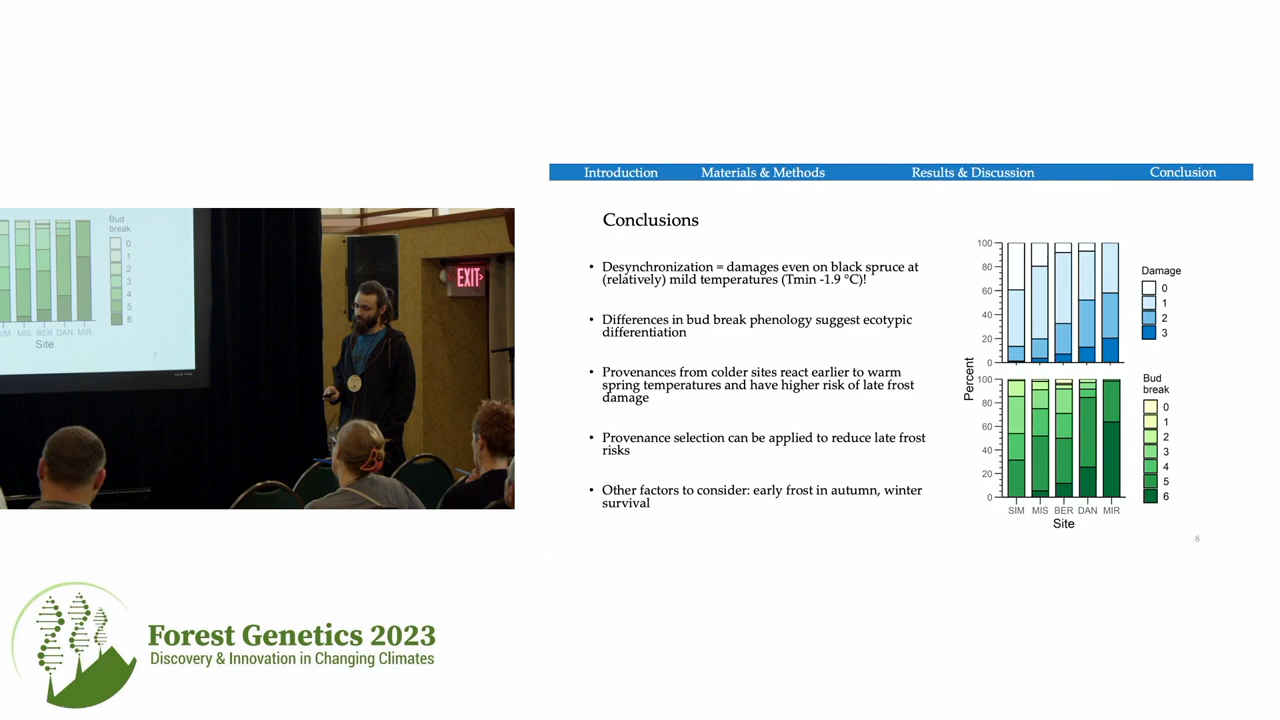 Bud
break
0
1
2
3
4
5
6
SIM MIS BER DAN MIR
Site
EXIT
Introduction Materials & Methods Results & Discussion Conclusion
Conclusions
• Desynchronization = damages even on black spruce at
(relatively) mild temperatures (Tmin -1.9 °C)!
• Differences in bud break phenology suggest ecotypic
differentiation
• Provenances from colder sites react earlier to warm
spring temperatures and have higher risk of late frost
damage
• Provenance selection can be applied to reduce late frost
risks
• Other factors to consider: early frost in autumn, winter
survival
Percent
100
80
60
40
20
0
Damage
0
1
2
3
100
80
60
40
20
0
Bud
break
0
1
2
3
4
5
6
SIM MIS BER DAN MIR
Site
8
Forest Genetics 2023
Discovery & Innovation in Changing Climates